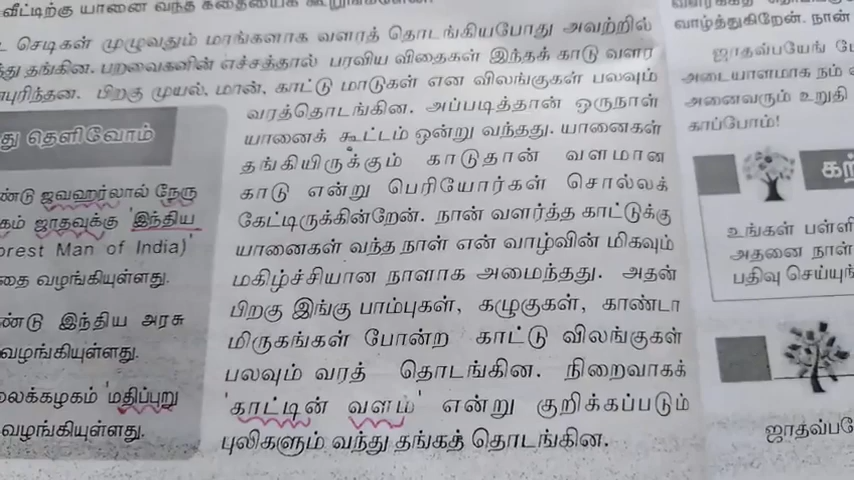 வீட்டிற்கு யானை வந்த கதையைக்
செடிகள் முழுவதும் மரங்களாக வளரத் தொடங்கியபோது அவற்றில்
தங்கின. பறவைகளின் எச்சத்தால் பரவிய விதைகள் இந்தக் காடு வளர
பிறகு முயல், மான், காட்டு மாடுகள் என விலங்குகள் பலவும்
வரத்தொடங்கின. அப்படித்தான் ஒருநாள்
யானைக் கூட்டம் ஒன்று வந்தது. யானைகள்
தங்கியிருக்கும் காடுதான் வளமான
காடு என்று பெரியோர்கள் சொல்லக்
கேட்டிருக்கின்றேன். நான் வளர்த்த காட்டுக்கு
யானைகள் வந்த நாள் என் வாழ்வின் மிகவும்
மகிழ்ச்சியான நாளாக அமைந்தது. அதன்
பிறகு இங்கு பாம்புகள், கழுகுகள், காண்டா
மிருகங்கள் போன்ற காட்டு விலங்குகள்
பலவும் வரத் தொடங்கின. நிறைவாகக்
'காட்டின் வளம்' என்று குறிக்கப்படும்
புலிகளும் வந்து தங்கத் தொடங்கின.
தெளிவோம்
ஜவஹர்லால் நேரு
ஜாதவுக்கு 'இந்திய
Man of India)'
வழங்கியுள்ளது.
இந்திய அரசு
வழங்கியுள்ளது.
'மதிப்புறு
வழங்கியுள்ளது.
வாழ்த்துகிறேன். நான்
ஜாதவ்பயேங்
அடையாளமாக நம்
அனைவரும் உறுதி
காப்போம்!
உங்கள்
அதனை நாள்
பதிவு